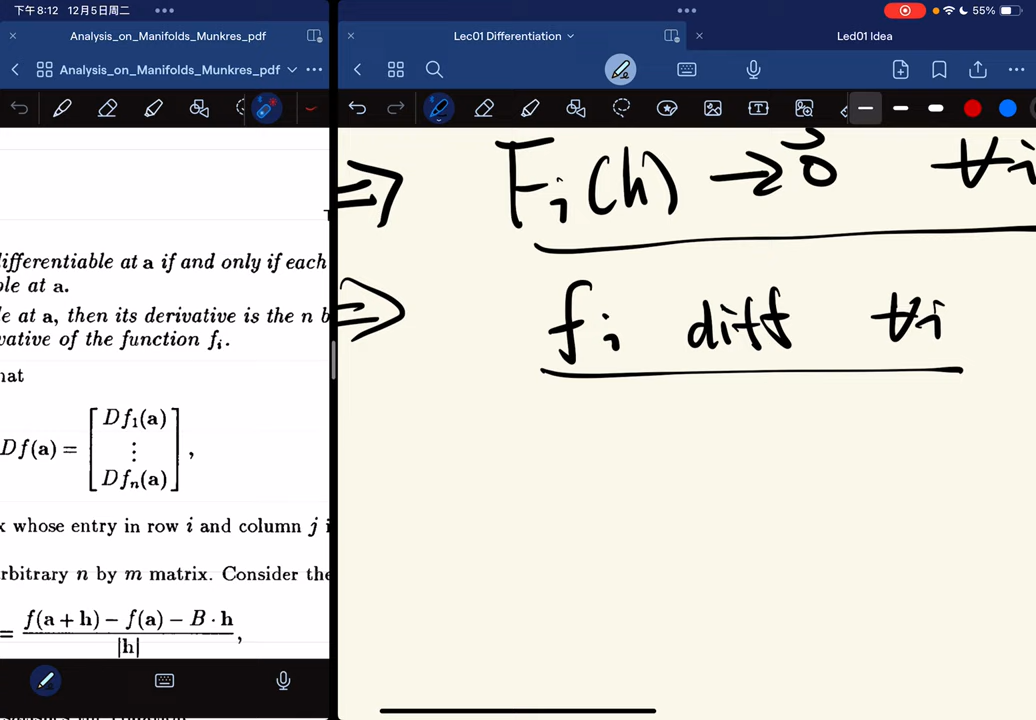 下午8:12 12月5日周二
55%
Analysis_on_Manifolds_Munkres_pdf
Lec01 Differentiation
Led01 Idea
Analysis_on_Manifolds_Munkres_pdf
ifferentiable at a if and only if each
le at a.
e at a, then its derivative is the n b
vative of the function fᵢ.
hat
Df(a) = [ Df₁(a) ⋮ Dfₙ(a) ],
x whose entry in row i and column j i
rbitrary n by m matrix. Consider the
= f(a + h) − f(a) − B · h / |h| ,
⇒ Fᵢ(h) → 0 ∀i
⇒ fᵢ diff ∀i